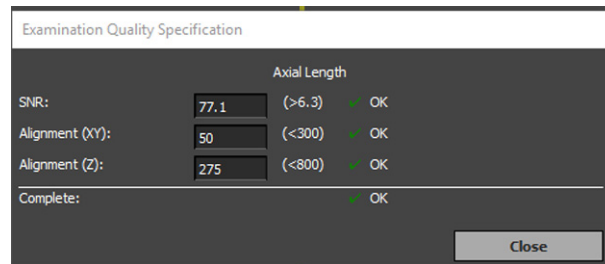 Examination Quality Specification
Axial Length
SNR: 77.1 (>6.3) ✓ OK
Alignment (XY): 50 (<300) ✓ OK
Alignment (Z): 275 (<800) ✓ OK
Complete: ✓ OK
Close